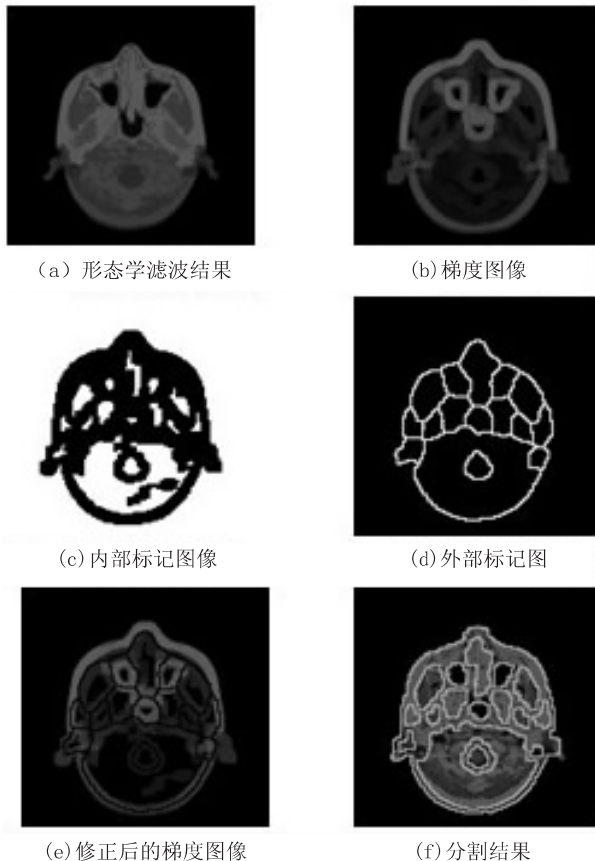 (a) 形态学滤波结果
(b)梯度图像
(c)内部标记图像
(d)外部标记图
(e)修正后的梯度图像
(f)分割结果